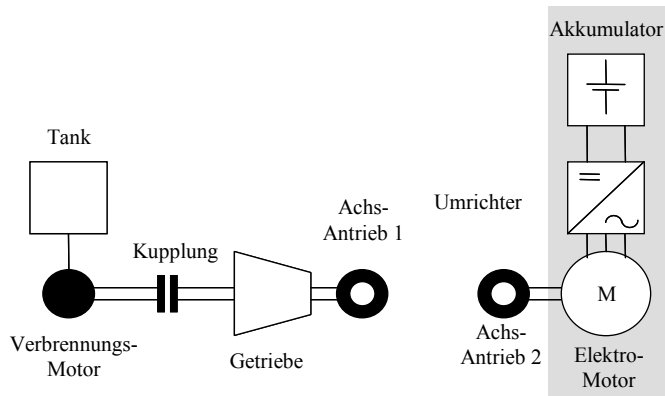 Akkumulator
Tank
Achs-
Antrieb 1
Umrichter
Kupplung
M
Verbrennungs-
Motor
Getriebe
Achs-
Antrieb 2
Elektro-
Motor